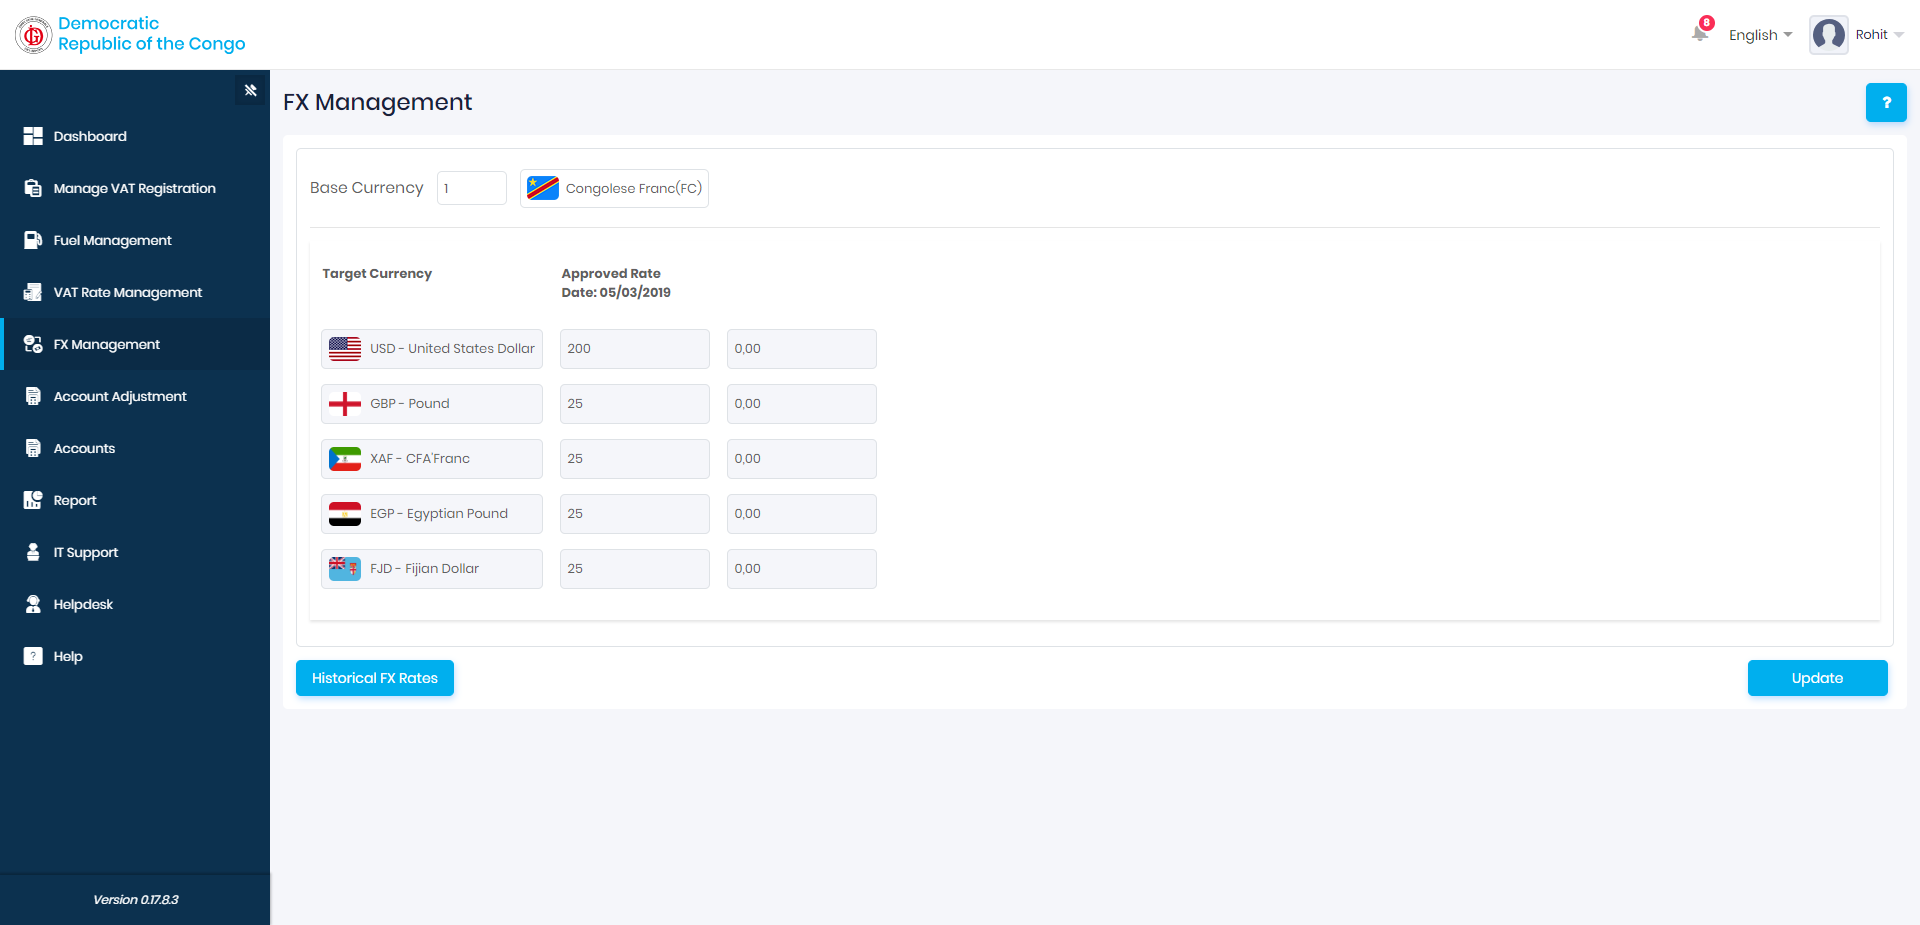 Democratic
Republic of the Congo
8
English
Rohit
Dashboard
Manage VAT Registration
Fuel Management
VAT Rate Management
FX Management
Account Adjustment
Accounts
Report
IT Support
Helpdesk
? Help
Version 0.17.8.3
FX Management
?
Base Currency 1 Congolese Franc(FC)
Target Currency Approved Rate
Date: 05/03/2019
USD - United States Dollar 200 0,00
GBP - Pound 25 0,00
XAF - CFA'Franc 25 0,00
EGP - Egyptian Pound 25 0,00
FJD - Fijian Dollar 25 0,00
Historical FX Rates
Update